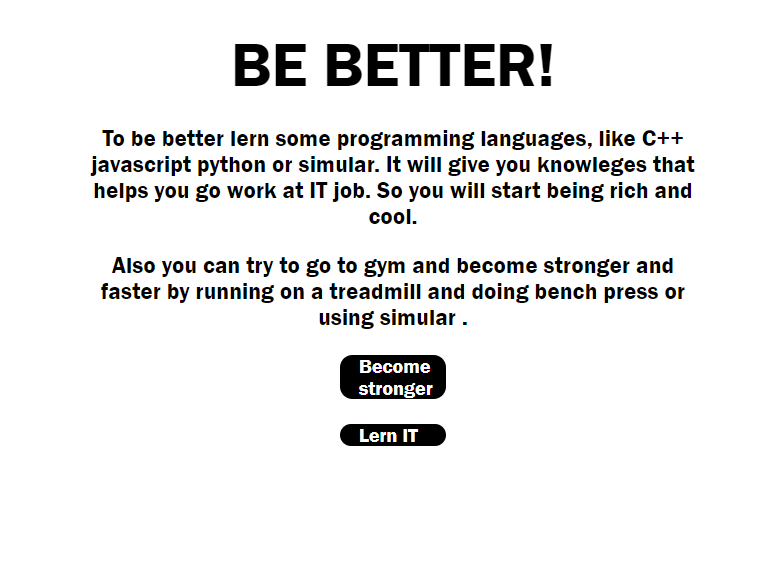 BE BETTER!
To be better lern some programming languages, like C++
javascript python or simular. It will give you knowleges that
helps you go work at IT job. So you will start being rich and
cool.
Also you can try to go to gym and become stronger and
faster by running on a treadmill and doing bench press or
using simular .
Become
stronger
Lern IT